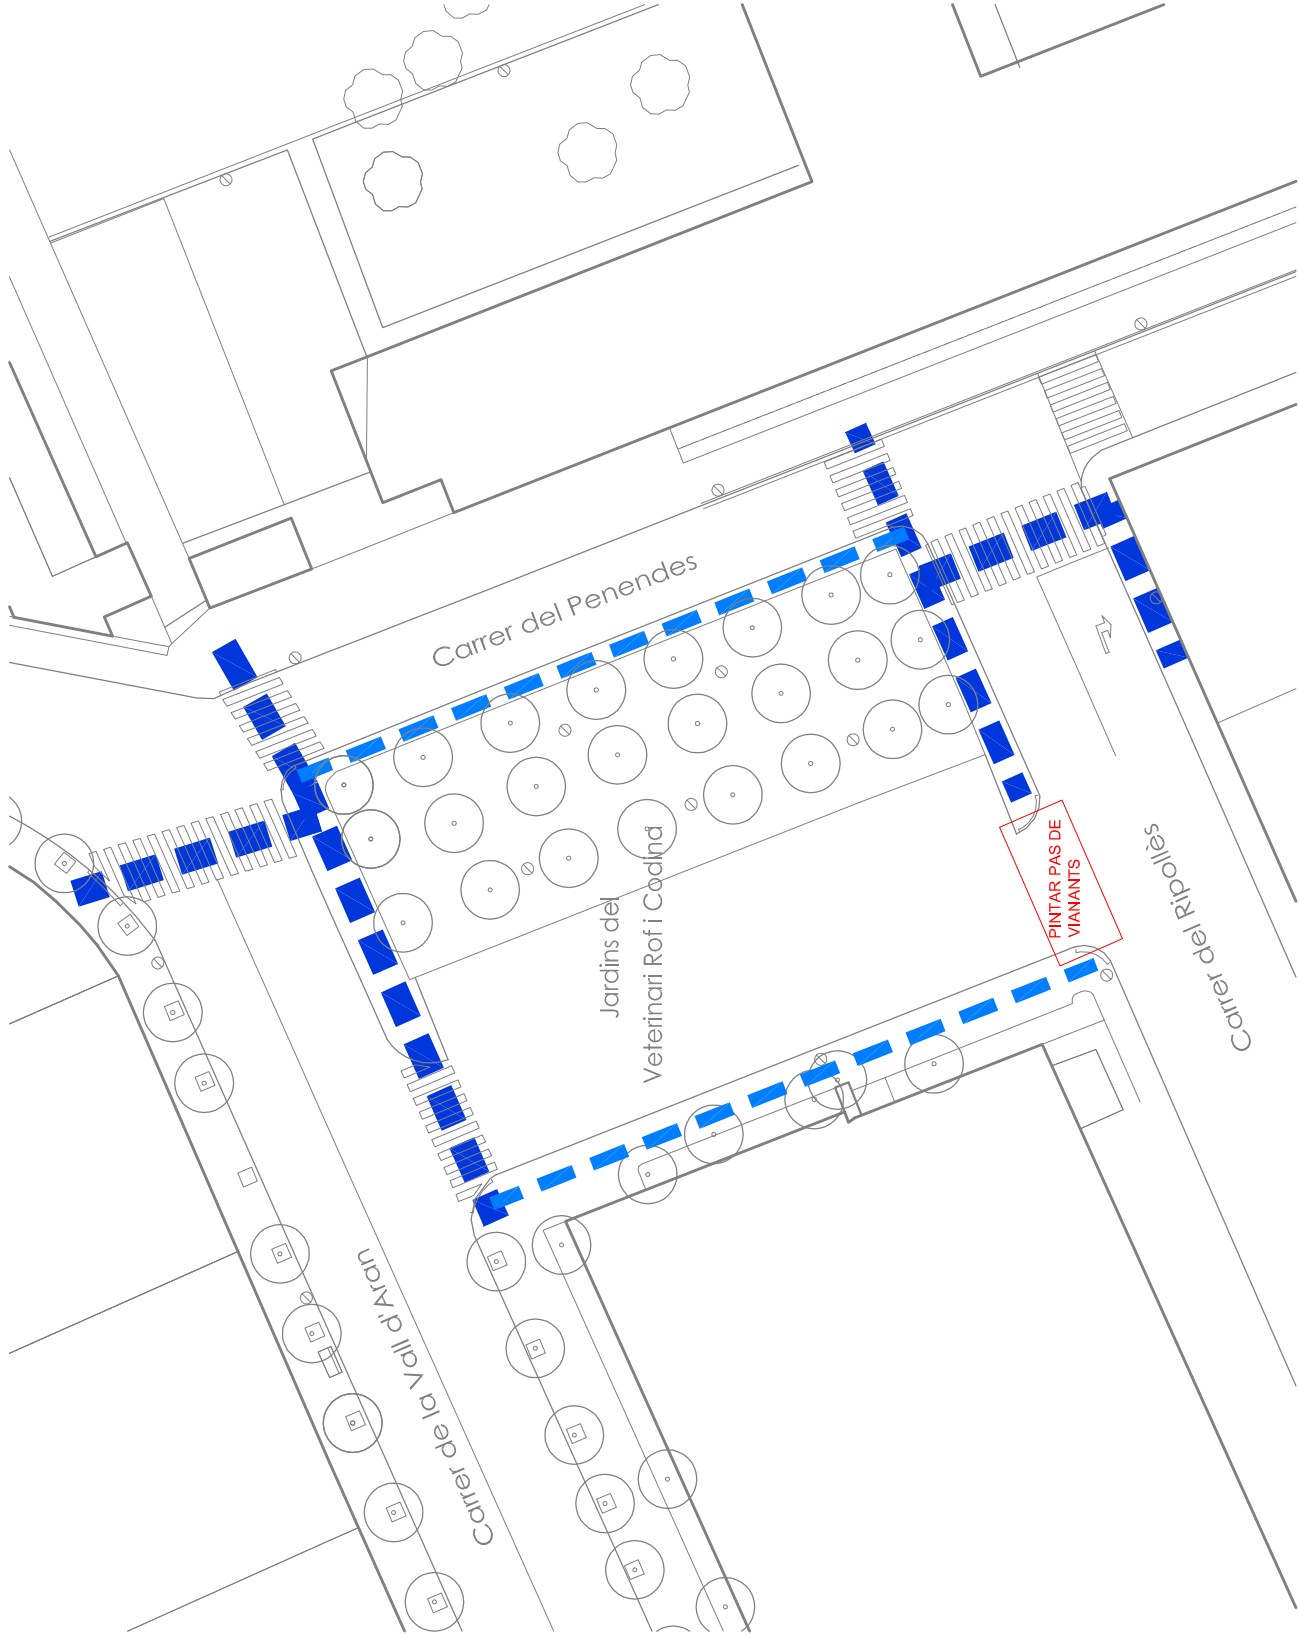 Carrer del Penendes
PINTAR PAS DE
VIANANTS
Carrer del Ripollès
Jardins del
Veterinari Rof i Codina
Carrer de la Vall d'Aran